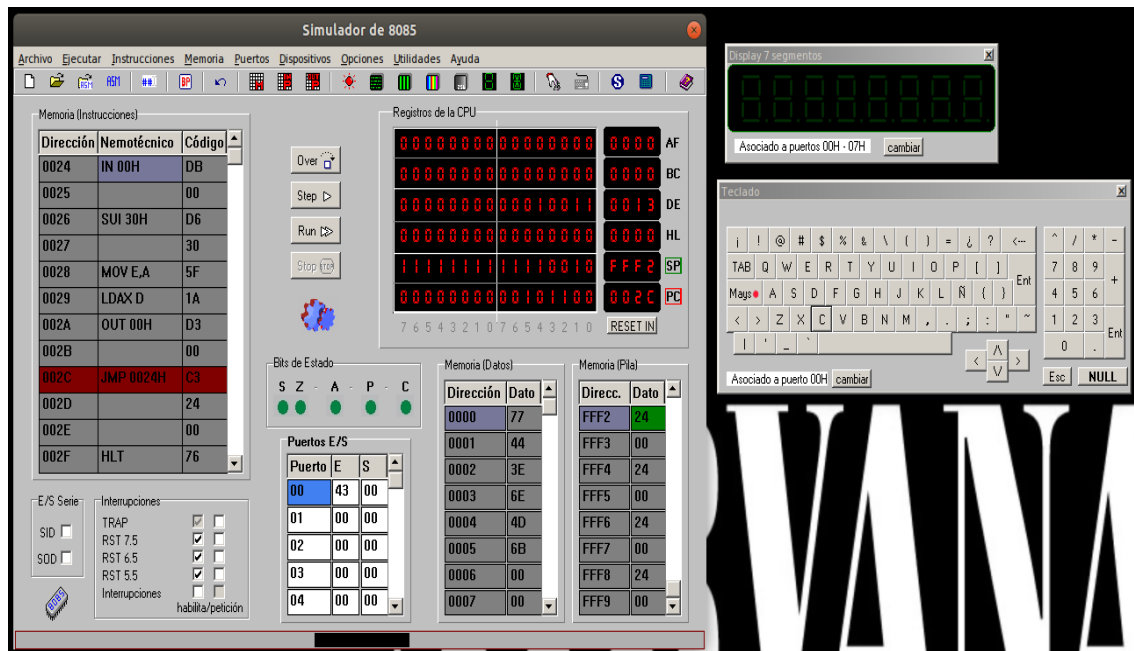 Simulador de 8085
Archivo Ejecutar Instrucciones Memoria Puertos Dispositivos Opciones Utilidades Ayuda
ASM ASM ## BP
Memoria (Instrucciones)
Dirección Nemotécnico Código
0024 IN 00H DB
0025 00
0026 SUI 30H D6
0027 30
0028 MOV E,A 5F
0029 LDAX D 1A
002A OUT 00H D3
002B 00
002C JMP 0024H C3
002D 24
002E 00
002F HLT 76
Over
Step
Run
Stop STOP
Registros de la CPU
0000000000000000 0000 AF
0000000000000000 0000 BC
0000000000010011 0013 DE
0000000000000000 0000 HL
1111111111110010 FFF2 SP
0000000000101100 002C PC
7 6 5 4 3 2 1 0 7 6 5 4 3 2 1 0 RESET IN
Bits de Estado
S Z - A - P - C
Puertos E/S
Puerto E S
00 43 00
01 00 00
02 00 00
03 00 00
04 00 00
Memoria (Datos)
Dirección Dato
0000 77
0001 44
0002 3E
0003 6E
0004 4D
0005 6B
0006 00
0007 00
Memoria (Pila)
Direcc. Dato
FFF2 24
FFF3 00
FFF4 24
FFF5 00
FFF6 24
FFF7 00
FFF8 24
FFF9 00
E/S Serie
SID
SOD
8085
Interrupciones
TRAP
RST 7.5
RST 6.5
RST 5.5
Interrupciones
habilita/petición
Display 7 segmentos
Asociado a puertos 00H - 07H cambiar
Teclado
¡ ! @ # $ % & \ ( ) = ¿ ? <--- ^ / * -
TAB Q W E R T Y U I O P [ ] Ent 7 8 9 +
Mays A S D F G H J K L Ñ { } 4 5 6
< > Z X C V B N M , . ; : " ~ 1 2 3 Ent
| ' _ ` < /\ \/ > 0 .
Asociado a puerto 00H cambiar Esc NULL
RVANA